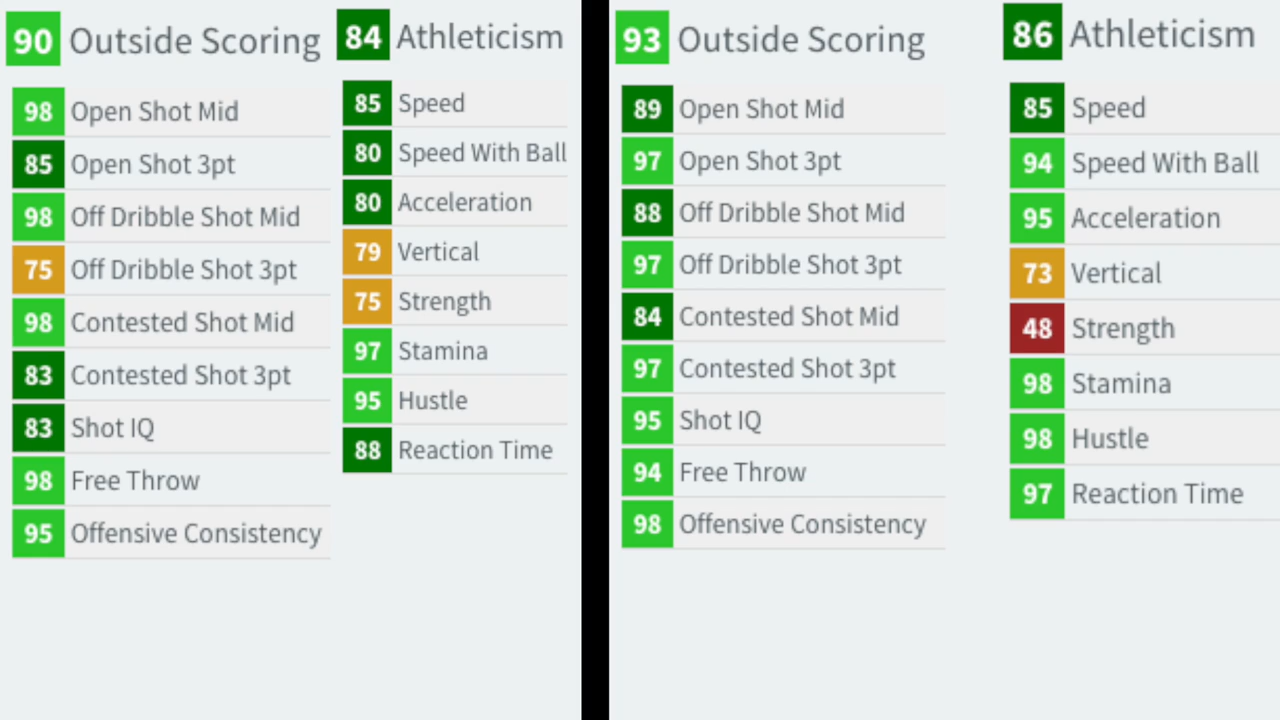 90 Outside Scoring
98 Open Shot Mid
85 Open Shot 3pt
98 Off Dribble Shot Mid
75 Off Dribble Shot 3pt
98 Contested Shot Mid
83 Contested Shot 3pt
83 Shot IQ
98 Free Throw
95 Offensive Consistency
84 Athleticism
85 Speed
80 Speed With Ball
80 Acceleration
79 Vertical
75 Strength
97 Stamina
95 Hustle
88 Reaction Time
93 Outside Scoring
89 Open Shot Mid
97 Open Shot 3pt
88 Off Dribble Shot Mid
97 Off Dribble Shot 3pt
84 Contested Shot Mid
97 Contested Shot 3pt
95 Shot IQ
94 Free Throw
98 Offensive Consistency
86 Athleticism
85 Speed
94 Speed With Ball
95 Acceleration
73 Vertical
48 Strength
98 Stamina
98 Hustle
97 Reaction Time